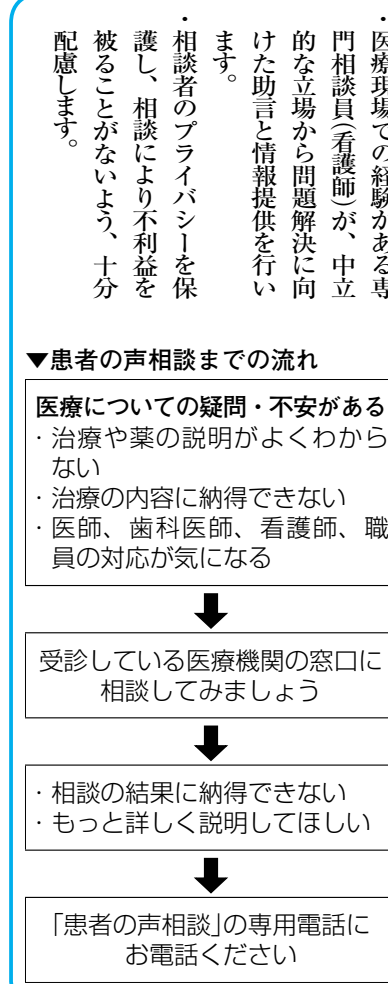 ・医療現場での経験がある専
門相談員(看護師)が、中立
的な立場から問題解決に向
けた助言と情報提供を行い
ます。
・相談者のプライバシーを保
護し、相談により不利益を
被ることがないよう、十分
配慮します。
▼患者の声相談までの流れ
医療についての疑問・不安がある
・治療や薬の説明がよくわから
ない
・治療の内容に納得できない
・医師、歯科医師、看護師、職
員の対応が気になる
受診している医療機関の窓口に
相談してみましょう
・相談の結果に納得できない
・もっと詳しく説明してほしい
「患者の声相談」の専用電話に
お電話ください